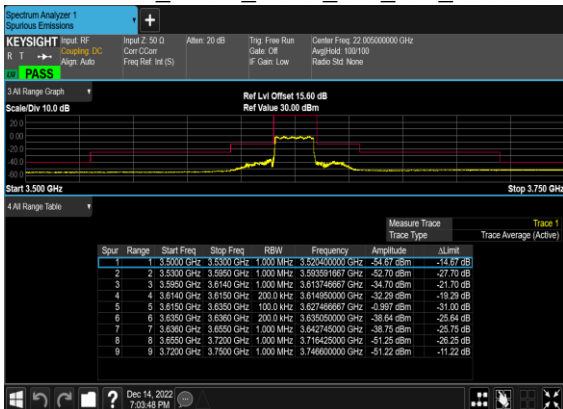 Spectrum Analyzer 1
Spurious Emissions
KEYSIGHT Input: RF Input Z: 50 Ω Atten: 20 dB Trig: Free Run Center Freq: 22.005000000 GHz
R T Coupling: DC Corr CCorr Gate: Off Avg|Hold: 100/100
Align: Auto Freq Ref: Int (S) IF Gain: Low Radio Std: None
PASS
3 All Range Graph Ref Lvl Offset 15.60 dB
Scale/Div 10.0 dB Ref Value 30.00 dBm
20.0
0.00
-20.0
-40.0
-60.0
Start 3.500 GHz Stop 3.750 GHz
4 All Range Table
Measure Trace Trace 1
Trace Type Trace Average (Active)
Spur Range Start Freq Stop Freq RBW Frequency Amplitude ΔLimit
1 1 3.5000 GHz 3.5300 GHz 1.000 MHz 3.520400000 GHz -54.67 dBm -14.67 dB
2 2 3.5300 GHz 3.5950 GHz 1.000 MHz 3.593591667 GHz -52.70 dBm -27.70 dB
3 3 3.5950 GHz 3.6140 GHz 1.000 MHz 3.613746667 GHz -34.70 dBm -21.70 dB
4 4 3.6140 GHz 3.6150 GHz 200.0 kHz 3.614950000 GHz -32.29 dBm -19.29 dB
5 5 3.6150 GHz 3.6350 GHz 100.0 kHz 3.627466667 GHz -0.997 dBm -31.00 dB
6 6 3.6350 GHz 3.6360 GHz 200.0 kHz 3.635050000 GHz -38.64 dBm -25.64 dB
7 7 3.6360 GHz 3.6550 GHz 1.000 MHz 3.642745000 GHz -38.75 dBm -25.75 dB
8 8 3.6550 GHz 3.7200 GHz 1.000 MHz 3.716425000 GHz -51.25 dBm -26.25 dB
9 9 3.7200 GHz 3.7500 GHz 1.000 MHz 3.746600000 GHz -51.22 dBm -11.22 dB
Dec 14, 2022
7:03:48 PM